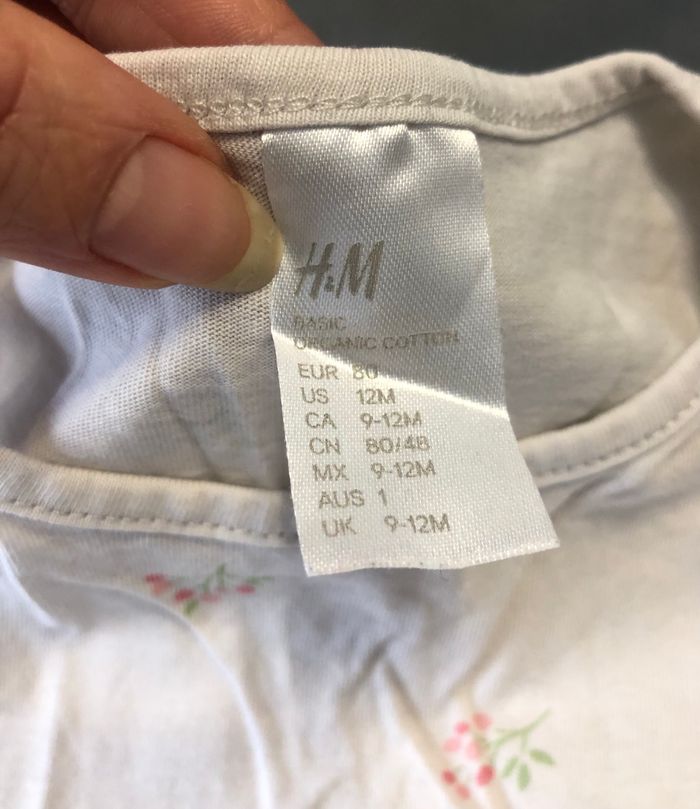 H&M
BASIC
ORGANIC COTTON
EUR 80
US 12M
CA 9-12M
CN 80/48
MX 9-12M
AUS 1
UK 9-12M